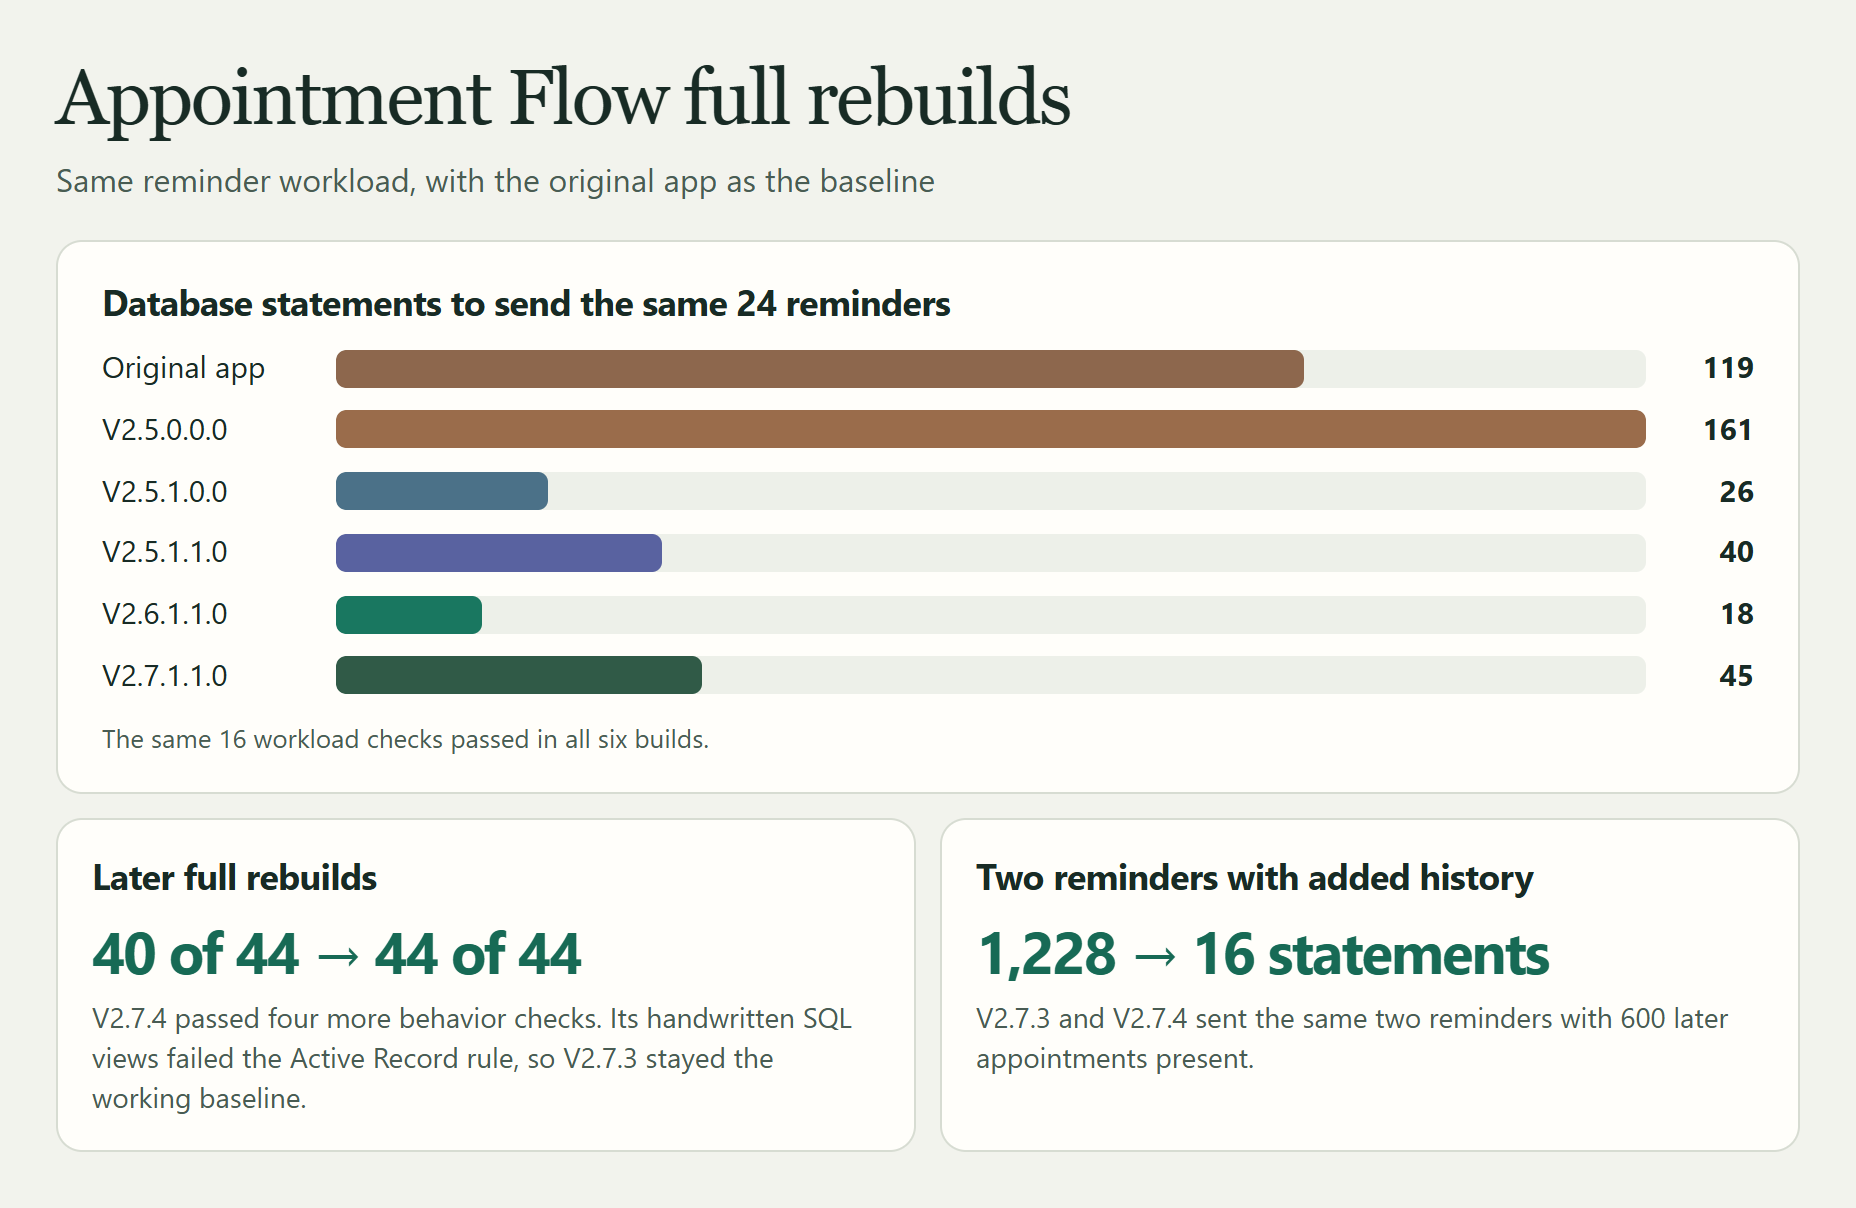 Appointment Flow full rebuilds
Same reminder workload, with the original app as the baseline
Database statements to send the same 24 reminders
Original app 119
V2.5.0.0.0 161
V2.5.1.0.0 26
V2.5.1.1.0 40
V2.6.1.1.0 18
V2.7.1.1.0 45
The same 16 workload checks passed in all six builds.
Later full rebuilds
40 of 44 → 44 of 44
V2.7.4 passed four more behavior checks. Its handwritten SQL
views failed the Active Record rule, so V2.7.3 stayed the
working baseline.
Two reminders with added history
1,228 → 16 statements
V2.7.3 and V2.7.4 sent the same two reminders with 600 later
appointments present.